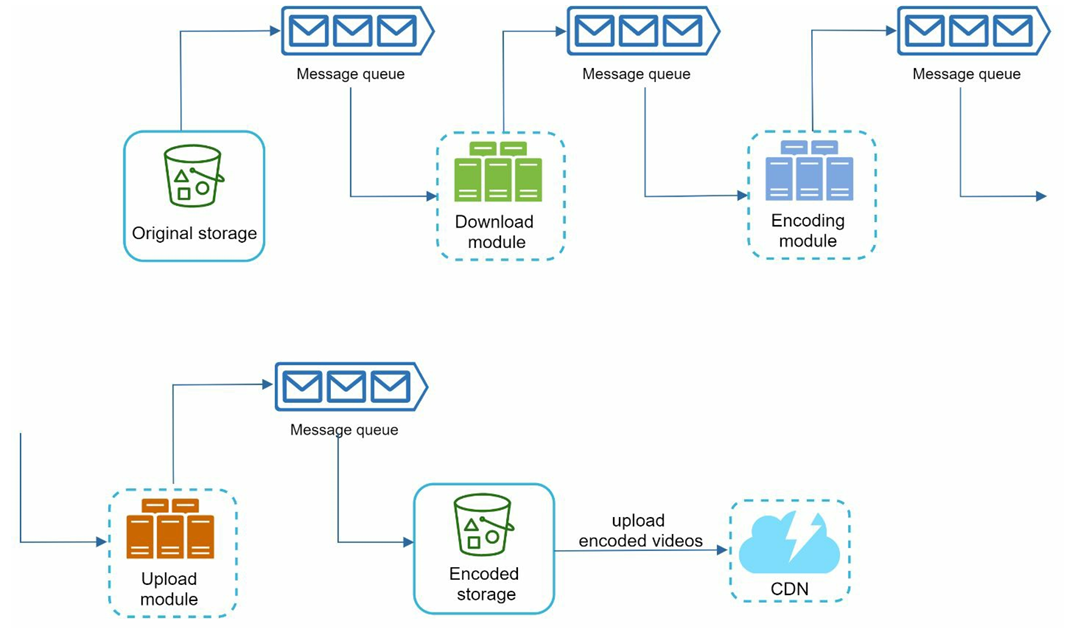 Message queue
Message queue
Message queue
Original storage
Download
module
Encoding
module
Message queue
Upload
module
Encoded
storage
upload
encoded videos
CDN